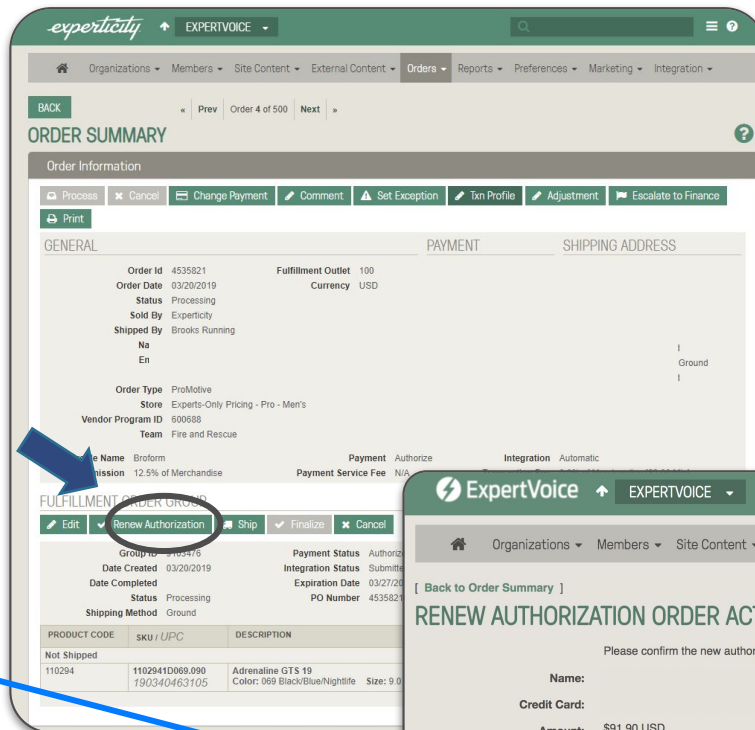 experticity EXPERTVOICE
Organizations Members Site Content External Content Orders Reports Preferences Marketing Integration
BACK « Prev Order 4 of 500 Next »
ORDER SUMMARY
Order Information
Process Cancel Change Payment Comment Set Exception Txn Profile Adjustment Escalate to Finance
Print
GENERAL PAYMENT SHIPPING ADDRESS
Order Id 4535821 Fulfillment Outlet 100
Order Date 03/20/2019 Currency USD
Status Processing
Sold By Experticity
Shipped By Brooks Running
Na
En
Ground
Order Type ProMotive
Store Experts-Only Pricing - Pro - Men's
Vendor Program ID 600688
Team Fire and Rescue
Name Broform Payment Authorize Integration Automatic
mission 12.5% of Merchandise Payment Service Fee N/A
FULFILLMENT ORDER GROUP
Edit Renew Authorization Ship Finalize Cancel
Group ID 5103476 Payment Status Authoriz
Date Created 03/20/2019 Integration Status Submitte
Date Completed Expiration Date 03/27/20
Status Processing PO Number 4535821
Shipping Method Ground
PRODUCT CODE SKU / UPC DESCRIPTION
Not Shipped
110294 1102941D069.090 Adrenaline GTS 19
190340463105 Color: 069 Black/Blue/Nightlife Size: 9.0
ExpertVoice EXPERTVOICE
Organizations Members Site Content
[ Back to Order Summary ]
RENEW AUTHORIZATION ORDER ACT
Please confirm the new author
Name:
Credit Card:
Amount: $91.90 USD